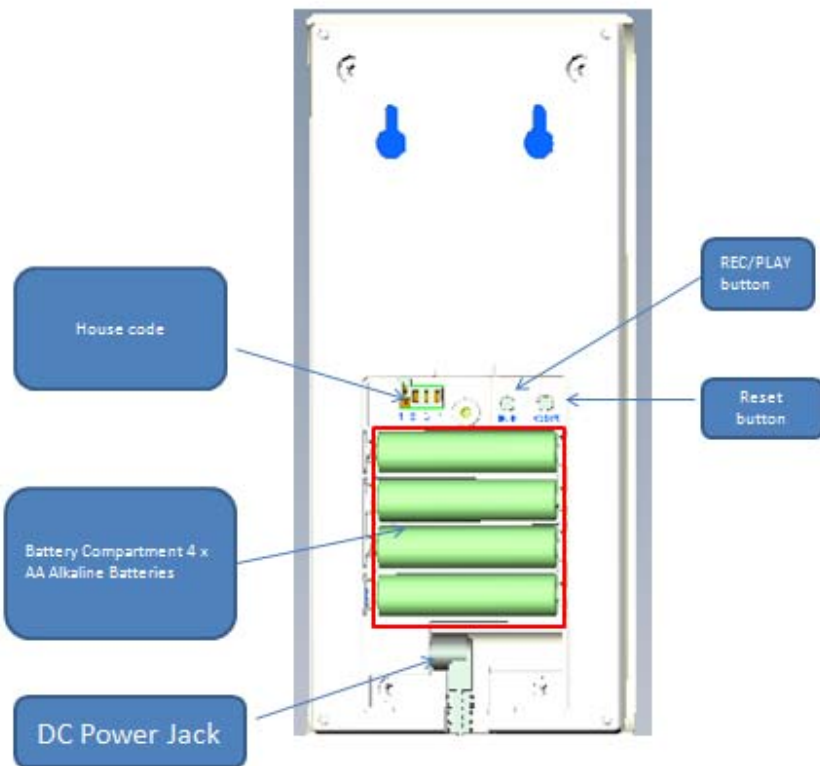 House code
REC/PLAY
button
Reset
button
Battery Compartment 4 x
AA Alkaline Batteries
DC Power Jack